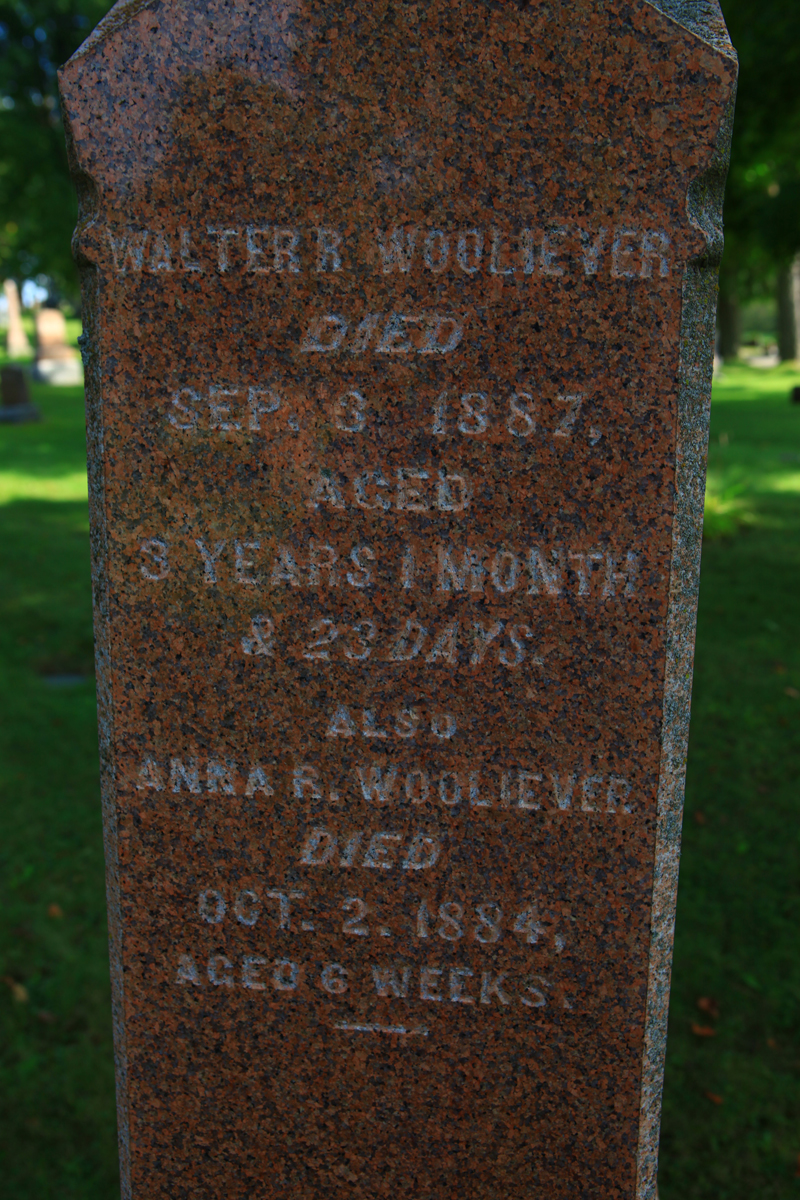 WALTER R WOOLIEVER
DIED
SEP. 6 1887,
AGED
3 YEARS 1 MONTH
& 23 DAYS.
ALSO
ANNA R. WOOLIEVER
DIED
OCT. 2. 1884,
AGED 6 WEEKS.